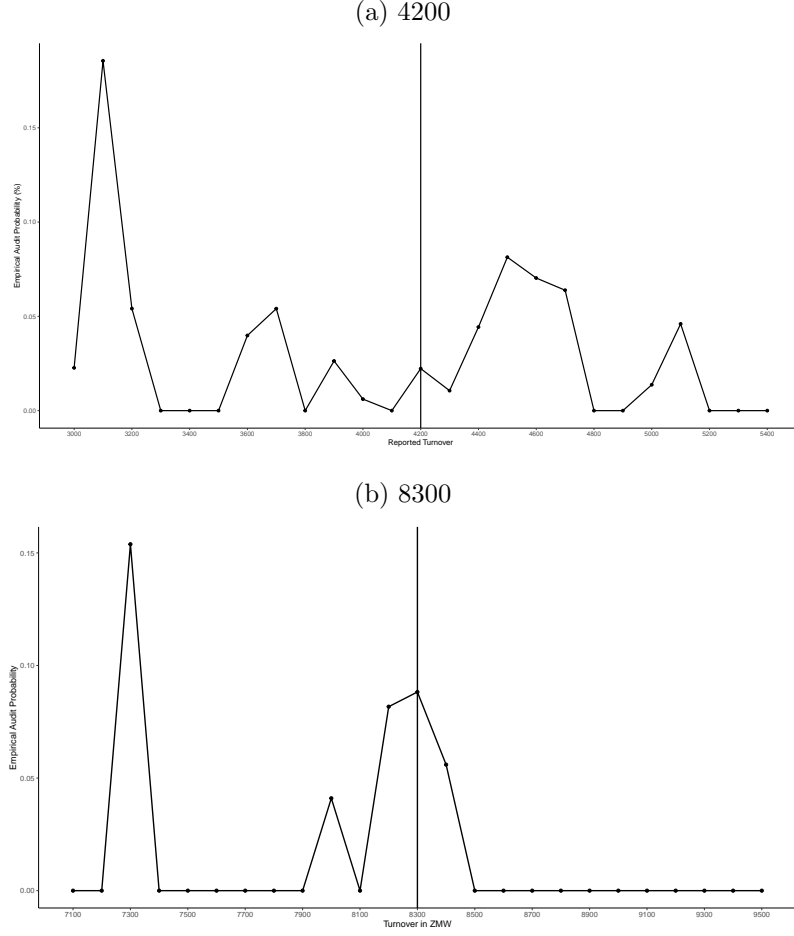 (a) 4200
Empirical Audit Probability (%)
0.15
0.10
0.05
0.00
3000 3200 3400 3600 3800 4000 4200 4400 4600 4800 5000 5200 5400
Reported Turnover
(b) 8300
Empirical Audit Probability
0.15
0.10
0.05
0.00
7100 7300 7500 7700 7900 8100 8300 8500 8700 8900 9100 9300 9500
Turnover in ZMW